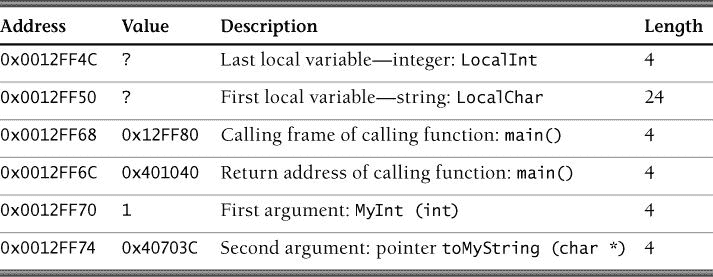 Address Value Description Length
0x0012FF4C ? Last local variable—integer: LocalInt 4
0x0012FF50 ? First local variable—string: LocalChar 24
0x0012FF68 0x12FF80 Calling frame of calling function: main() 4
0x0012FF6C 0x401040 Return address of calling function: main() 4
0x0012FF70 1 First argument: MyInt (int) 4
0x0012FF74 0x40703C Second argument: pointer toMyString (char *) 4